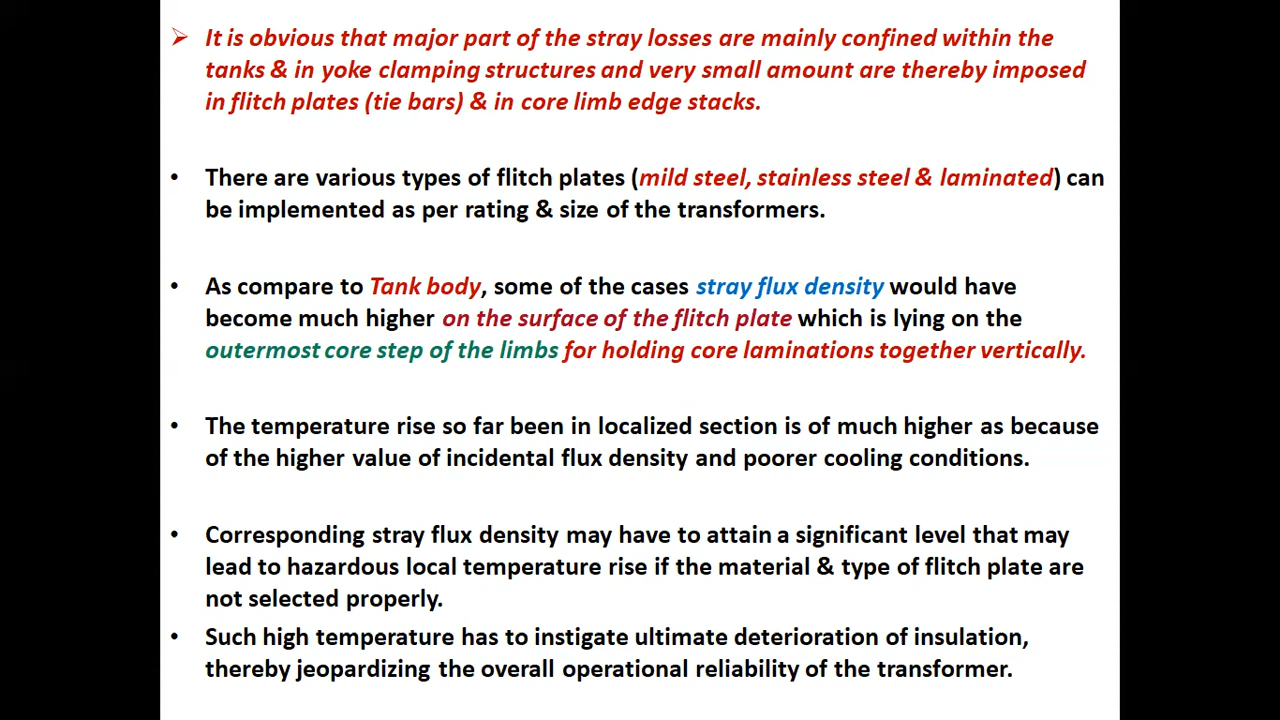 ➢ It is obvious that major part of the stray losses are mainly confined within the
tanks & in yoke clamping structures and very small amount are thereby imposed
in flitch plates (tie bars) & in core limb edge stacks.
• There are various types of flitch plates (mild steel, stainless steel & laminated) can
be implemented as per rating & size of the transformers.
• As compare to Tank body, some of the cases stray flux density would have
become much higher on the surface of the flitch plate which is lying on the
outermost core step of the limbs for holding core laminations together vertically.
• The temperature rise so far been in localized section is of much higher as because
of the higher value of incidental flux density and poorer cooling conditions.
• Corresponding stray flux density may have to attain a significant level that may
lead to hazardous local temperature rise if the material & type of flitch plate are
not selected properly.
• Such high temperature has to instigate ultimate deterioration of insulation,
thereby jeopardizing the overall operational reliability of the transformer.